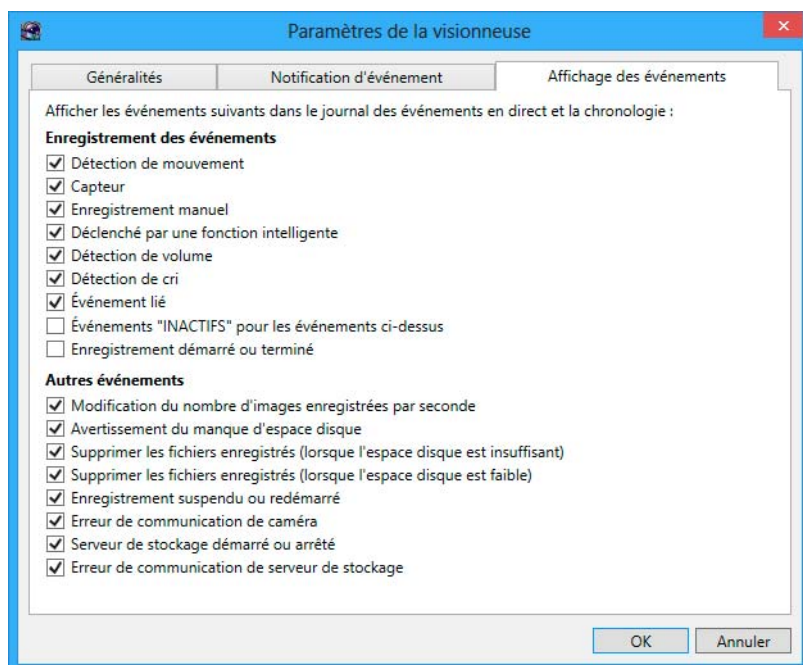 Paramètres de la visionneuse
Généralités
Notification d'événement
Affichage des événements
Afficher les événements suivants dans le journal des événements en direct et la chronologie :
Enregistrement des événements
Détection de mouvement
Capteur
Enregistrement manuel
Déclenché par une fonction intelligente
Détection de volume
Détection de cri
Événement lié
Événements "INACTIFS" pour les événements ci-dessus
Enregistrement démarré ou terminé
Autres événements
Modification du nombre d'images enregistrées par seconde
Avertissement du manque d'espace disque
Supprimer les fichiers enregistrés (lorsque l'espace disque est insuffisant)
Supprimer les fichiers enregistrés (lorsque l'espace disque est faible)
Enregistrement suspendu ou redémarré
Erreur de communication de caméra
Serveur de stockage démarré ou arrêté
Erreur de communication de serveur de stockage
OK
Annuler